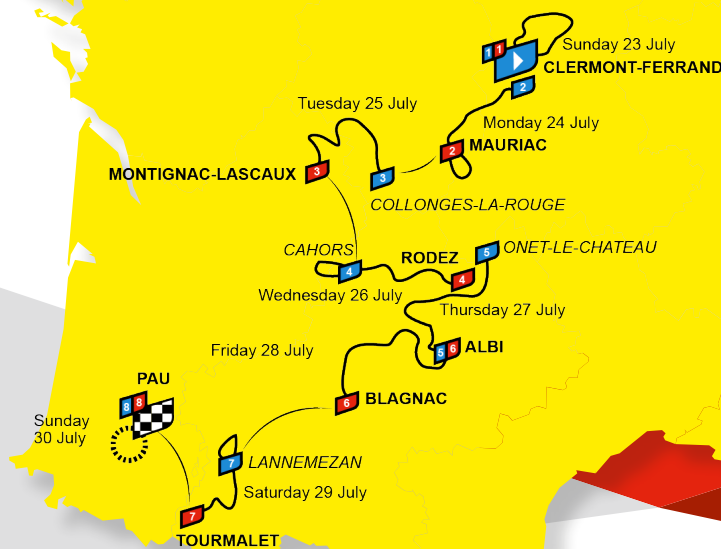 1 1
Sunday 23 July
CLERMONT-FERRAND
2
Tuesday 25 July
Monday 24 July
2
MAURIAC
MONTIGNAC-LASCAUX
3
3
COLLONGES-LA-ROUGE
CAHORS
4
RODEZ
4
5
ONET-LE-CHATEAU
Wednesday 26 July
Thursday 27 July
Friday 28 July
5 6
ALBI
PAU
8 8
6
BLAGNAC
Sunday
30 July
7
LANNEMEZAN
Saturday 29 July
7
TOURMALET